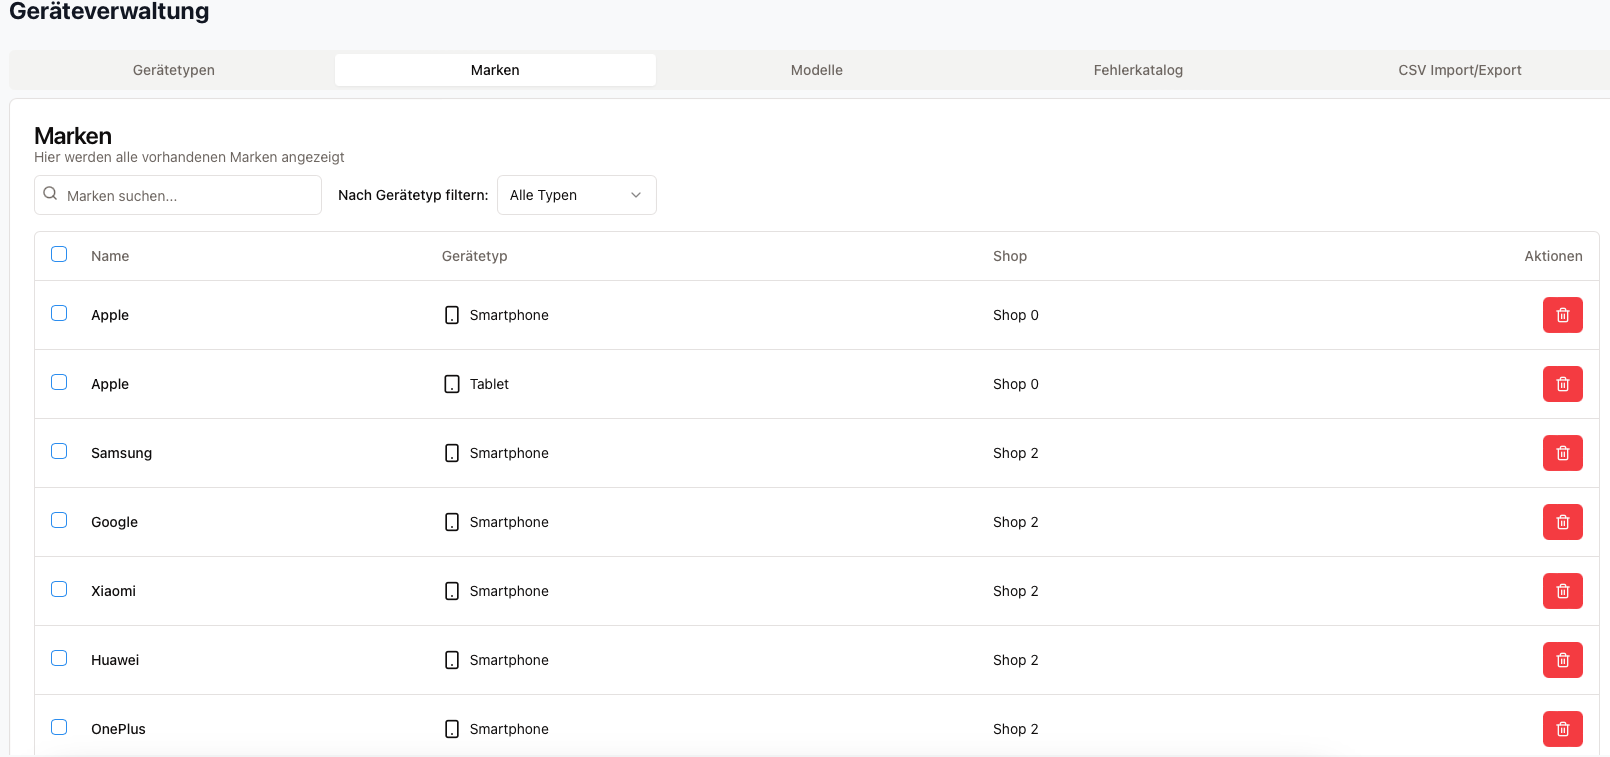 Geräteverwaltung
Gerätetypen Marken Modelle Fehlerkatalog CSV Import/Export
Marken
Hier werden alle vorhandenen Marken angezeigt
Marken suchen... Nach Gerätetyp filtern: Alle Typen
Name Gerätetyp Shop Aktionen
Apple Smartphone Shop 0
Apple Tablet Shop 0
Samsung Smartphone Shop 2
Google Smartphone Shop 2
Xiaomi Smartphone Shop 2
Huawei Smartphone Shop 2
OnePlus Smartphone Shop 2